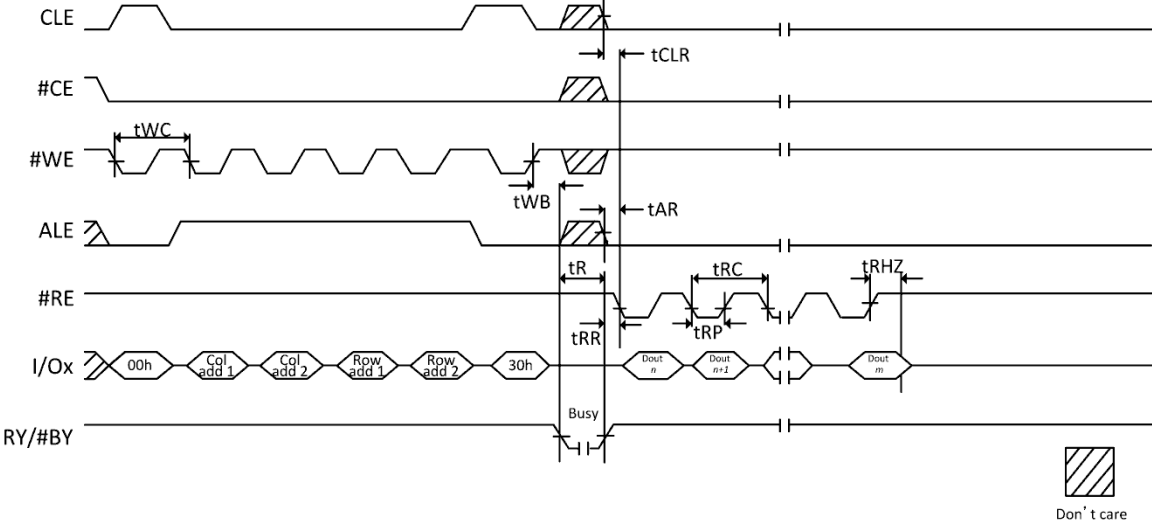 CLE
tCLR
#CE
tWC
#WE
tWB
tAR
ALE
tR
tRC
tRHZ
#RE
tRR
tRP
I/Ox
00h
Col
add 1
Col
add 2
Row
add 1
Row
add 2
30h
Dout
n
Dout
n+1
Dout
m
Busy
RY/#BY
Don't care